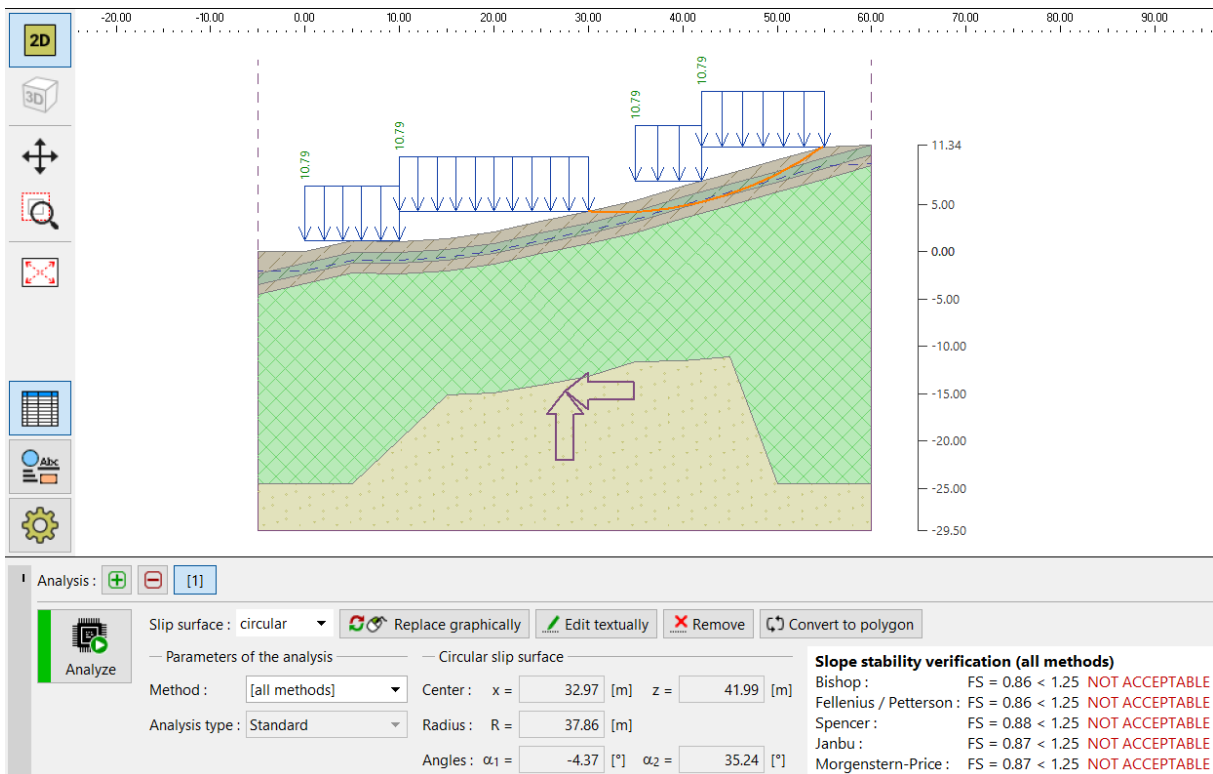 2D
-20.00 -10.00 0.00 10.00 20.00 30.00 40.00 50.00 60.00 70.00 80.00 90.00
3D
10.79
10.79
10.79
10.79
11.34
5.00
0.00
-5.00
-10.00
-15.00
-20.00
-25.00
-29.50
Abc
Analysis : [1]
Analyze
Slip surface : circular Replace graphically Edit textually Remove Convert to polygon
Parameters of the analysis
Method : [all methods]
Analysis type : Standard
Circular slip surface
Center : x = 32.97 [m] z = 41.99 [m]
Radius : R = 37.86 [m]
Angles : α1 = -4.37 [°] α2 = 35.24 [°]
Slope stability verification (all methods)
Bishop : FS = 0.86 < 1.25 NOT ACCEPTABLE
Fellenius / Petterson : FS = 0.86 < 1.25 NOT ACCEPTABLE
Spencer : FS = 0.88 < 1.25 NOT ACCEPTABLE
Janbu : FS = 0.87 < 1.25 NOT ACCEPTABLE
Morgenstern-Price : FS = 0.87 < 1.25 NOT ACCEPTABLE